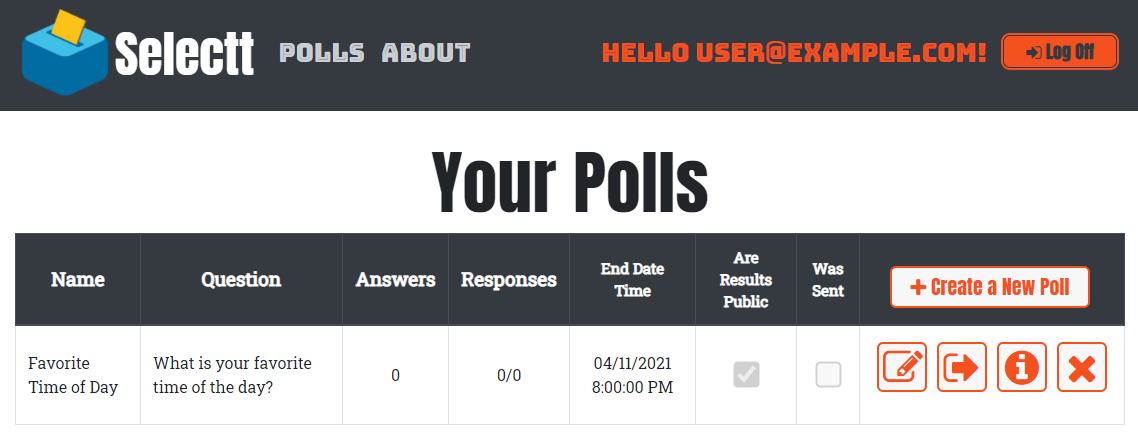 Selectt POLLS ABOUT HELLO USER@EXAMPLE.COM! Log Off
Your Polls
Name Question Answers Responses End Date Time Are Results Public Was Sent + Create a New Poll
Favorite Time of Day What is your favorite time of the day? 0 0/0 04/11/2021 8:00:00 PM